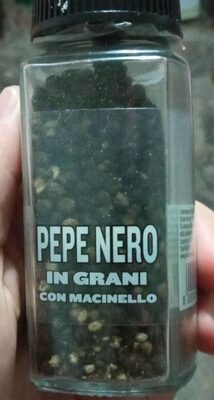 PEPE NERO
IN GRANI
CON MACINELLO